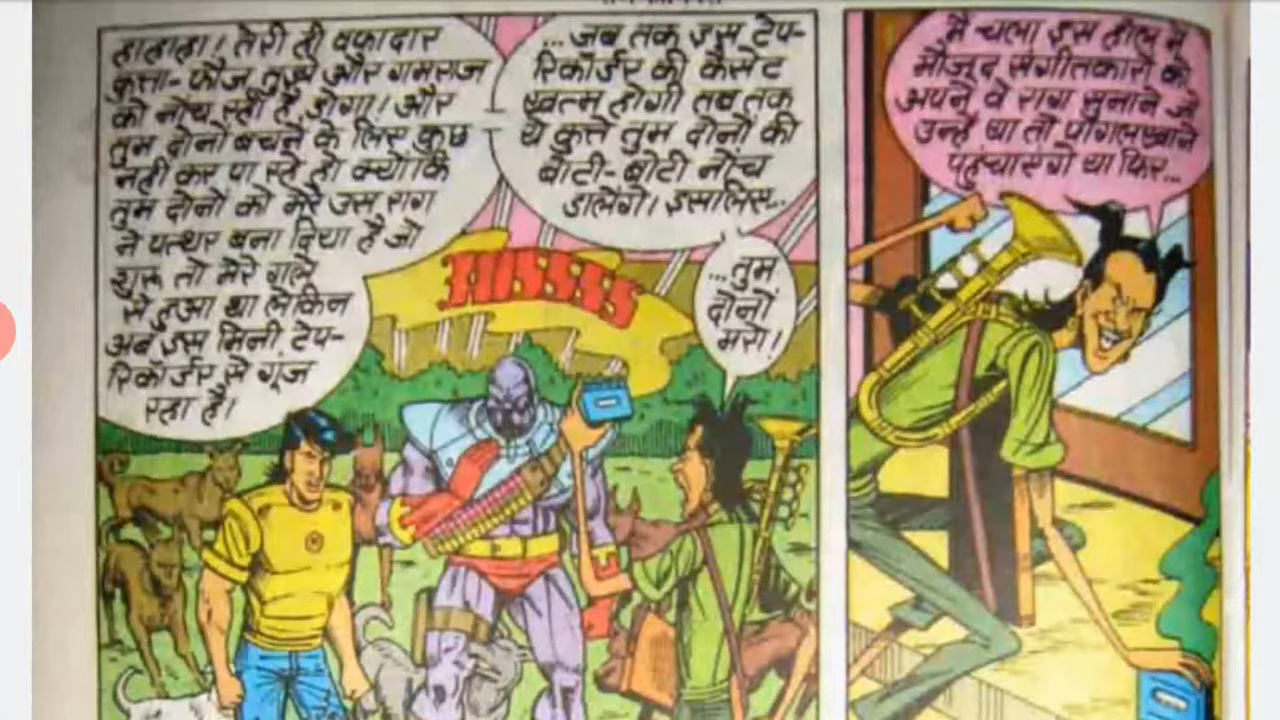 हाहाहा! तेरी ही वफादार
कुत्ता-फौज तुझे और गमराज
को नोंच रही है, डोगा! और
तुम दोनों बचने के लिए कुछ
नहीं कर पा रहे हो क्योंकि
तुम दोनों को मेरे उस राग
ने पत्थर बना दिया है जो
शुरू तो मेरे गले
से हुआ था लेकिन
अब इस मिनी टेप-
रिकॉर्डर से गूंज
रहा है।
...जब तक इस टेप-
रिकॉर्डर की कैसेट
खत्म होगी तब तक
ये कुत्ते तुम दोनों की
बोटी-बोटी नोंच
डालेंगे। इसलिए...
...तुम
दोनों
मरो!
मैं चला इस हॉल में
मौजूद संगीतकारों को
अपने वे राग सुनाने जो
उन्हें या तो पागलखाने
पहुंचाएंगे या फिर...